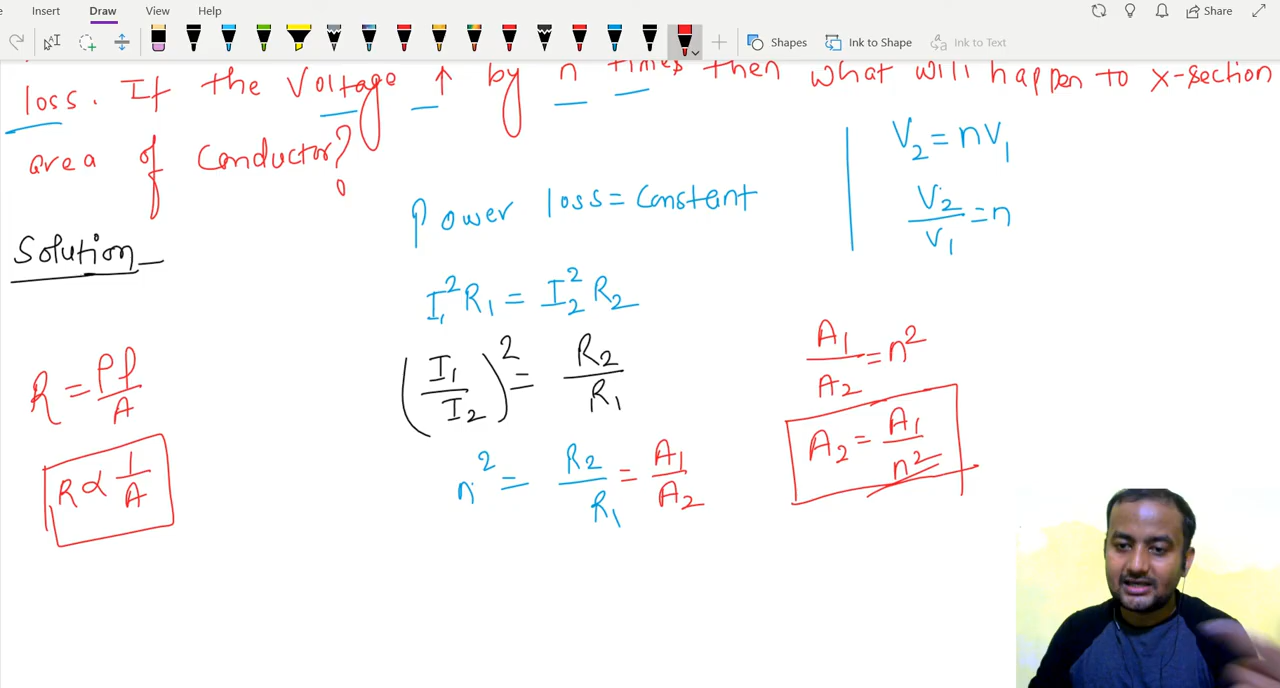 Insert Draw View Help Share
Shapes Ink to Shape Ink to Text
loss. If the Voltage ↑ by n times then what will happen to x-section
area of Conductor?
V₂ = nV₁
Power loss = Constant
V₂/V₁ = n
Solution
I₁²R₁ = I₂²R₂
(I₁/I₂)² = R₂/R₁
A₁/A₂ = n²
R = ρl/A
A₂ = A₁/n²
n² = R₂/R₁ = A₁/A₂
R ∝ 1/A